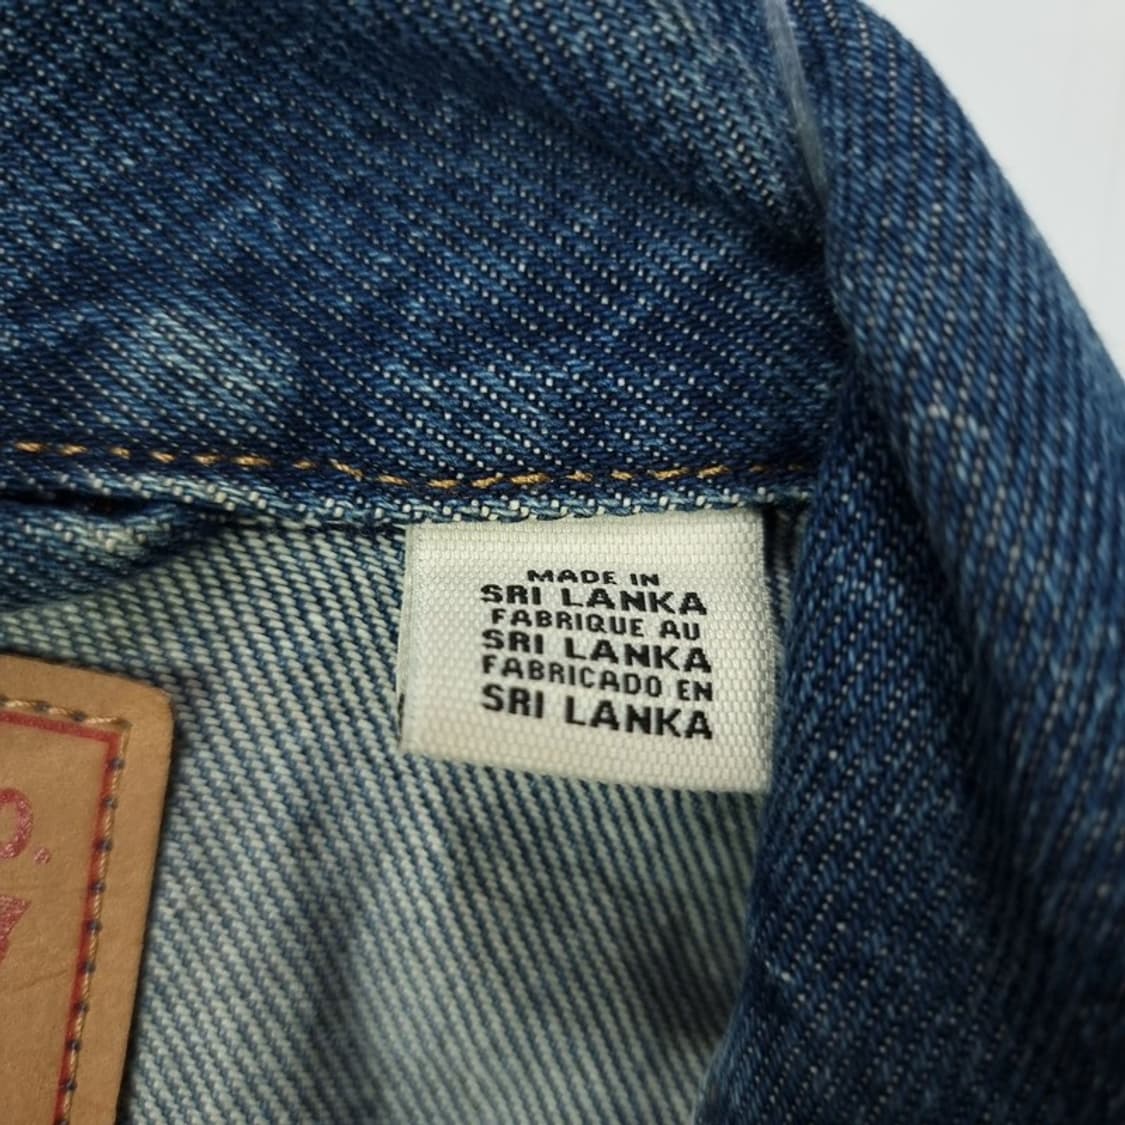 MADE IN
SRI LANKA
FABRIQUE AU
SRI LANKA
FABRICADO EN
SRI LANKA
O.